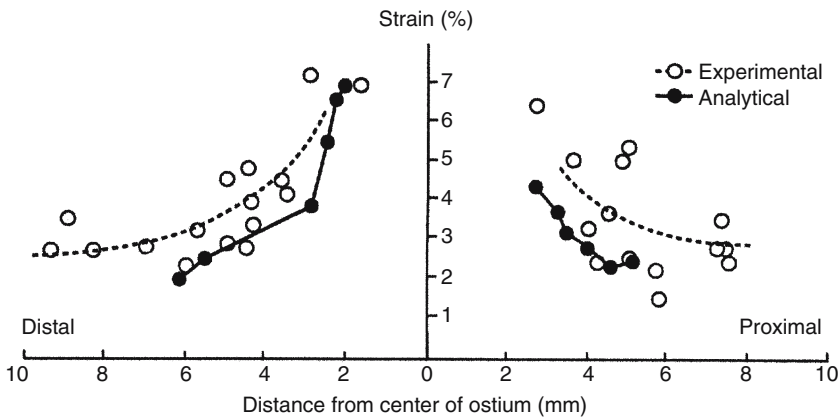 Strain (%)
7
6
5
4
3
2
1
Experimental
Analytical
Distal
Proximal
10 8 6 4 2 0 2 4 6 8 10
Distance from center of ostium (mm)